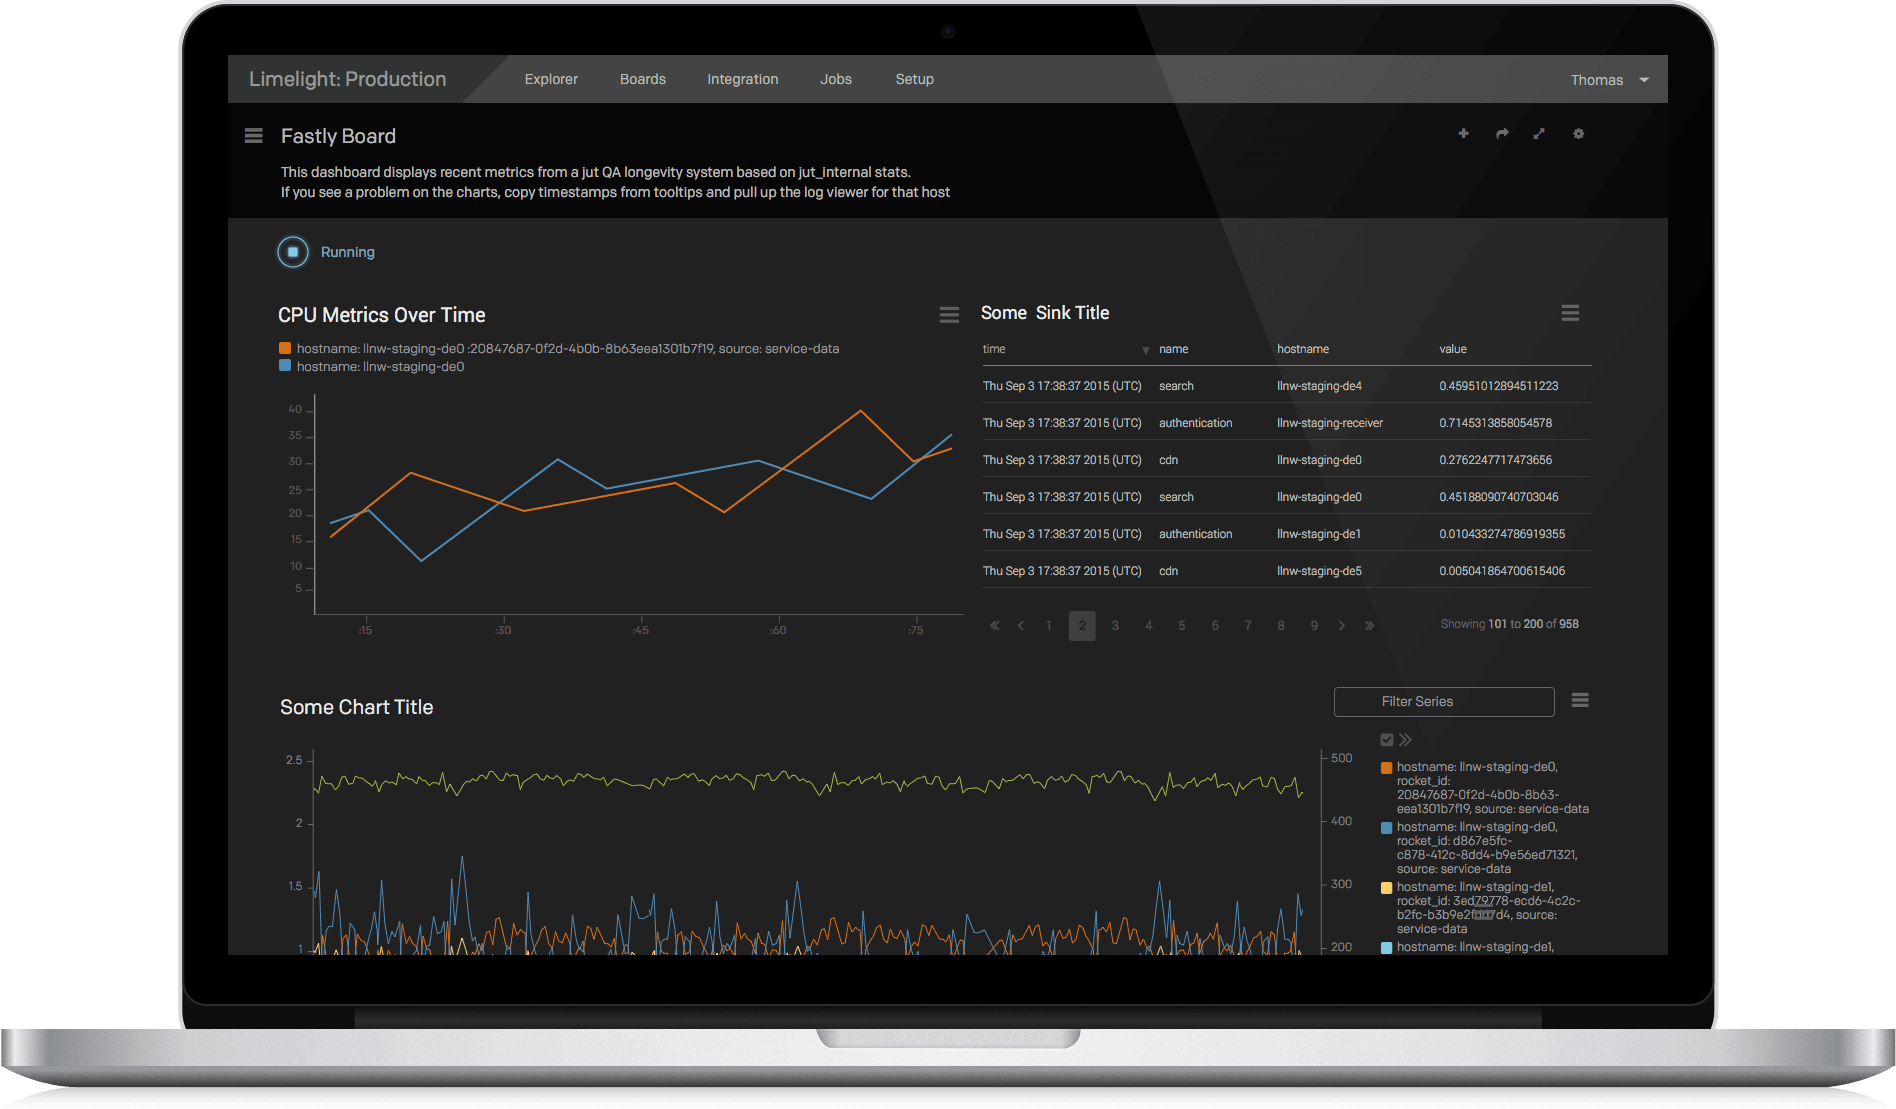 Limelight: Production
Explorer
Boards
Integration
Jobs
Setup
Thomas
Fastly Board
This dashboard displays recent metrics from a jut QA longevity system based on jut_internal stats.
If you see a problem on the charts, copy timestamps from tooltips and pull up the log viewer for that host
Running
CPU Metrics Over Time
hostname: llnw-staging-de0 :20847687-0f2d-4b0b-8b63eea1301b7f19, source: service-data
hostname: llnw-staging-de0
40
35
30
25
20
15
10
5
:15
:30
:45
:60
:75
Some Sink Title
time name hostname value
Thu Sep 3 17:38:37 2015 (UTC) search llnw-staging-de4 0.45951012894511223
Thu Sep 3 17:38:37 2015 (UTC) authentication llnw-staging-receiver 0.7145313858054578
Thu Sep 3 17:38:37 2015 (UTC) cdn llnw-staging-de0 0.2762247717473656
Thu Sep 3 17:38:37 2015 (UTC) search llnw-staging-de0 0.45188090740703046
Thu Sep 3 17:38:37 2015 (UTC) authentication llnw-staging-de1 0.010433274786919355
Thu Sep 3 17:38:37 2015 (UTC) cdn llnw-staging-de5 0.005041864700615406
« ‹ 1 2 3 4 5 6 7 8 9 › »
Showing 101 to 200 of 958
Some Chart Title
Filter Series
2.5
2
1.5
1
500
400
300
200
hostname: llnw-staging-de0,
rocket_id:
20847687-0f2d-4b0b-8b63-
eea1301b7f19, source: service-data
hostname: llnw-staging-de0,
rocket_id: d867e5fc-
c878-412c-8dd4-b9e56ed71321,
source: service-data
hostname: llnw-staging-de1,
rocket_id: 3ed79778-ecd6-4c2c-
source:
service-data
hostname: llnw-staging-de1,